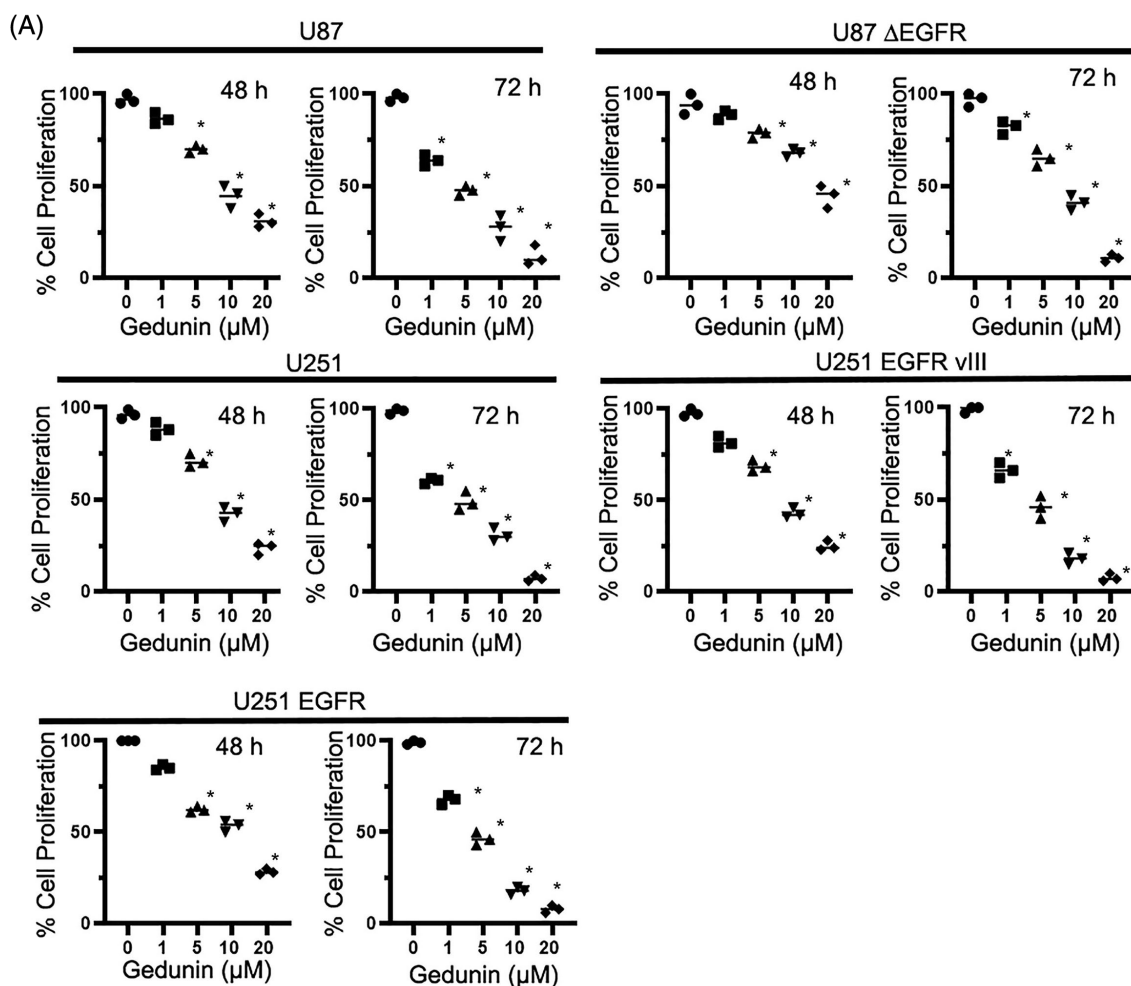 (A)
U87
48 h
72 h
% Cell Proliferation
100
50
0
* * *
0 1 5 10 20
Gedunin (µM)
% Cell Proliferation
100
50
0
* * * *
0 1 5 10 20
Gedunin (µM)
U87 ΔEGFR
48 h
72 h
% Cell Proliferation
100
50
0
* * *
0 1 5 10 20
Gedunin (µM)
% Cell Proliferation
100
50
0
* * * *
0 1 5 10 20
Gedunin (µM)
U251
48 h
72 h
% Cell Proliferation
100
50
0
* * *
0 1 5 10 20
Gedunin (µM)
% Cell Proliferation
100
50
0
* * * *
0 1 5 10 20
Gedunin (µM)
U251 EGFR vIII
48 h
72 h
% Cell Proliferation
100
50
0
* * *
0 1 5 10 20
Gedunin (µM)
% Cell Proliferation
100
50
0
* * * *
0 1 5 10 20
Gedunin (µM)
U251 EGFR
48 h
72 h
% Cell Proliferation
100
50
0
* * *
0 1 5 10 20
Gedunin (µM)
% Cell Proliferation
100
50
0
* * * *
0 1 5 10 20
Gedunin (µM)